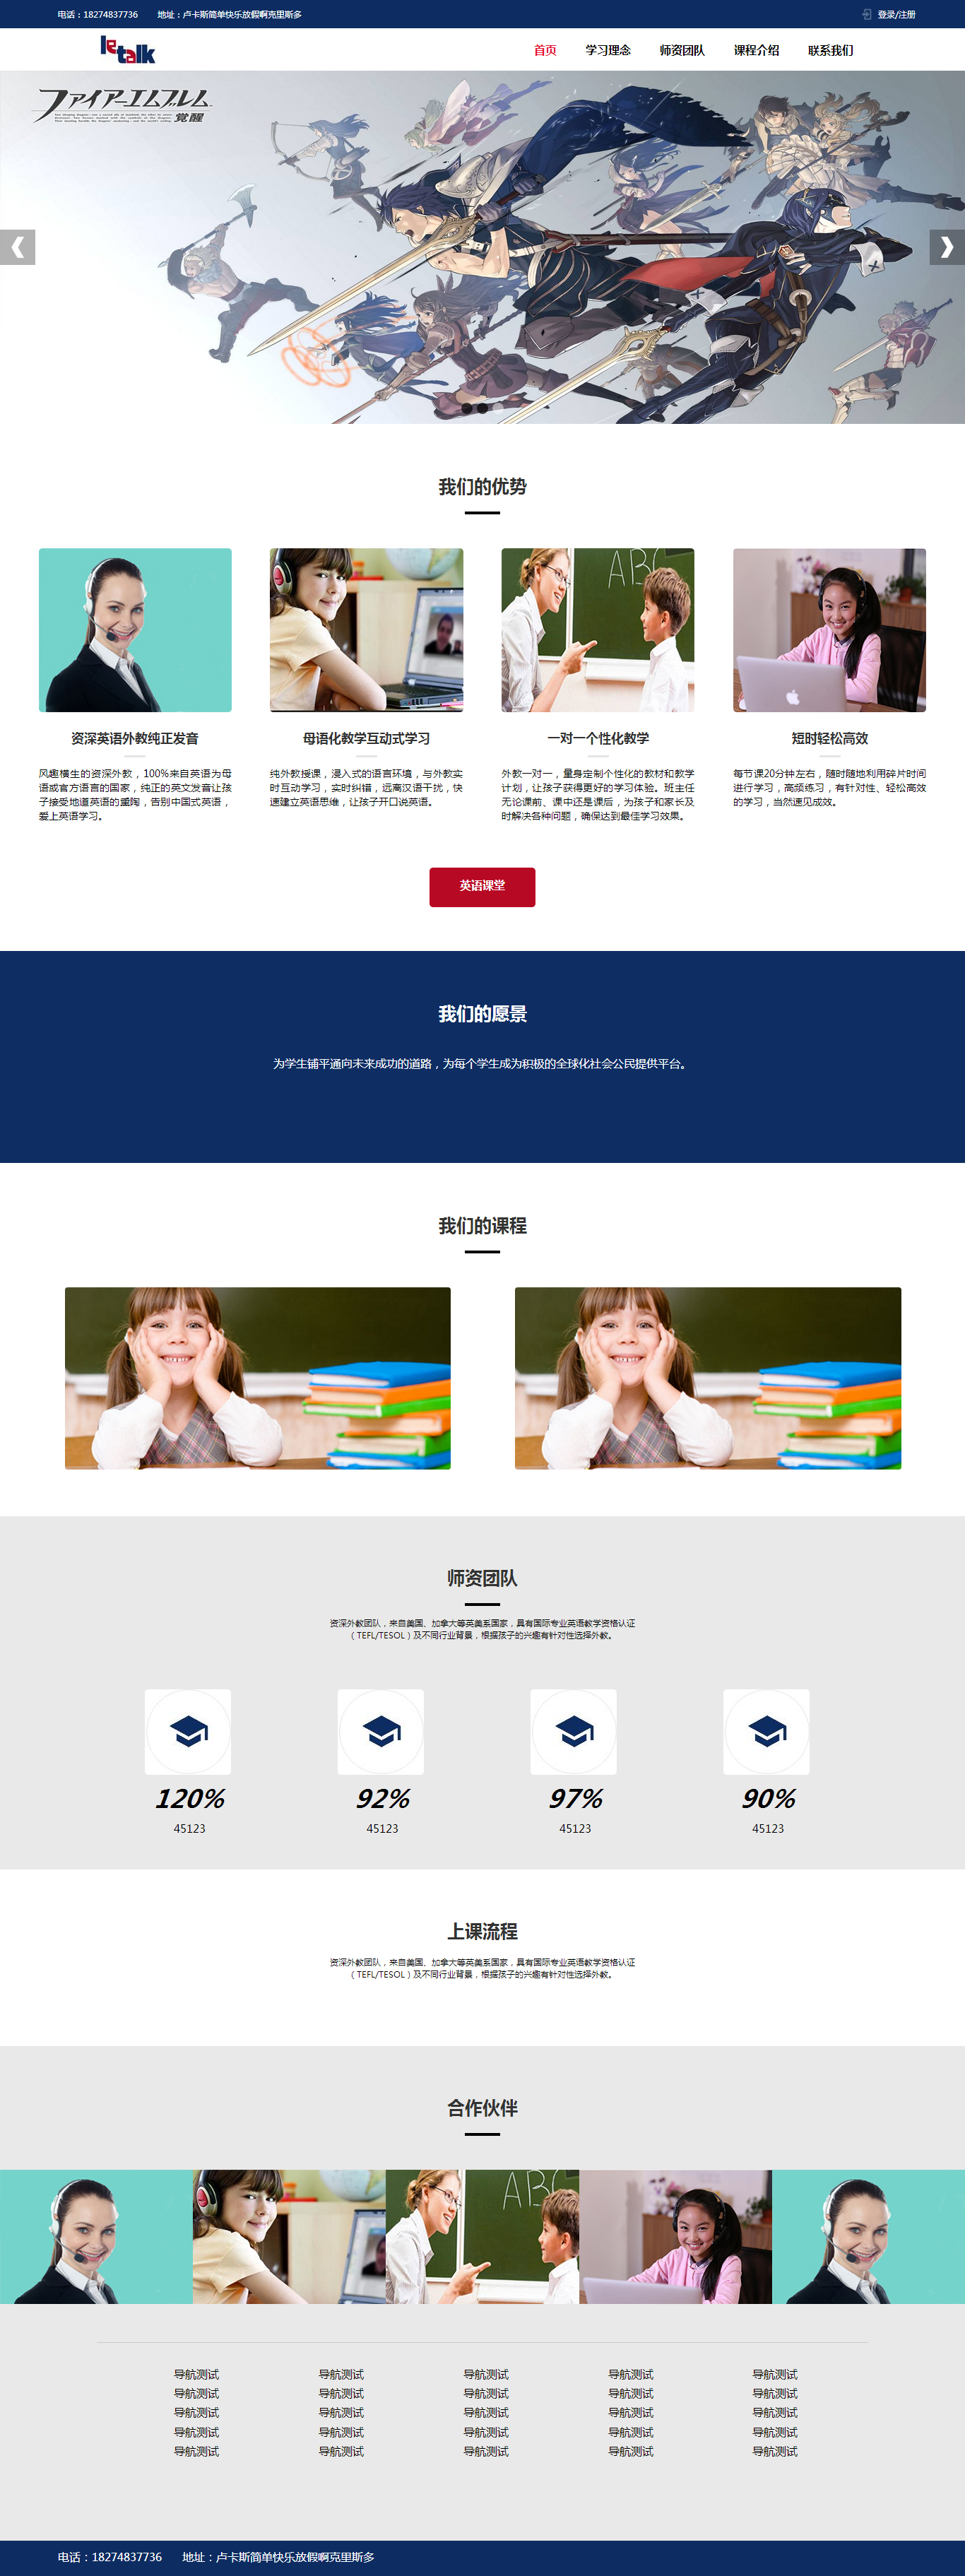 电话：18274837736 地址：卢卡斯简单快乐放假啊克里斯多 登录/注册
letalk
首页 学习理念 师资团队 课程介绍 联系我们
ファイアーエムブレム
覚醒
我们的优势
ABC
资深英语外教纯正发音
风趣横生的资深外教，100%来自英语为母
语或官方语言的国家，纯正的英文发音让孩
子接受地道英语的重陶，告别中国式英语，
爱上英语学习。
母语化教学互动式学习
纯外教授课，浸入式的语言环境，与外教实
时互动学习，实时纠错，远离汉语干扰，快
速建立英语思维，让孩子开口说英语。
一对一个性化教学
外教一对一，量身定制个性化的教材和教学
计划，让孩子获得更好的学习体验。班主任
无论课前、课中还是课后，为孩子和家长及
时解决各种问题，确保达到最佳学习效果。
短时轻松高效
每节课20分钟左右，随时随地利用碎片时间
进行学习，高频练习，有针对性、轻松高效
的学习，当然速见成效。
英语课堂
我们的愿景
为学生铺平通向未来成功的道路，为每个学生成为积极的全球化社会公民提供平台。
我们的课程
师资团队
资深外教团队，来自美国、加拿大等英美系国家，具有国际专业英语教学资格认证
（TEFL/TESOL）及不同行业背景，根据孩子的兴趣有针对性选择外教。
120% 92% 97% 90%
45123 45123 45123 45123
上课流程
资深外教团队，来自美国、加拿大等英美系国家，具有国际专业英语教学资格认证
（TEFL/TESOL）及不同行业背景，根据孩子的兴趣有针对性选择外教。
合作伙伴
ABC
导航测试 导航测试 导航测试 导航测试 导航测试
导航测试 导航测试 导航测试 导航测试 导航测试
导航测试 导航测试 导航测试 导航测试 导航测试
导航测试 导航测试 导航测试 导航测试 导航测试
导航测试 导航测试 导航测试 导航测试 导航测试
电话：18274837736 地址：卢卡斯简单快乐放假啊克里斯多